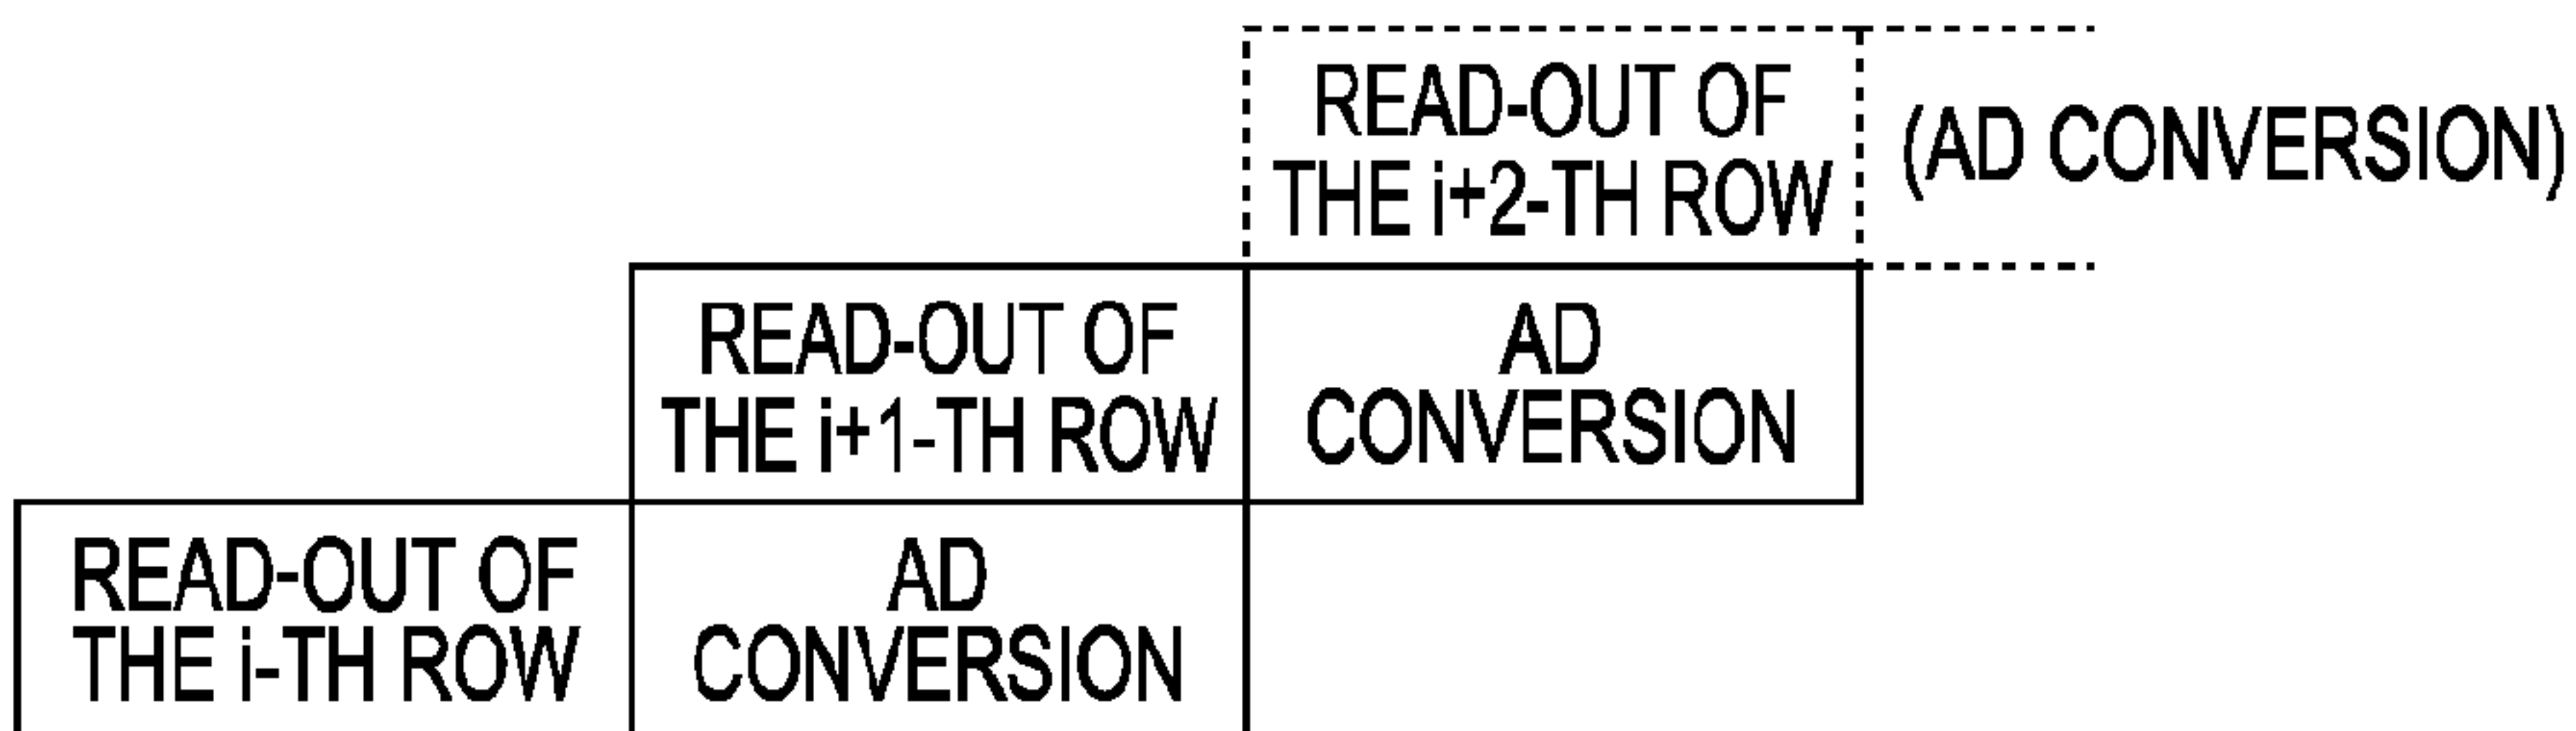 READ-OUT OF
THE i+2-TH ROW
(AD CONVERSION)
READ-OUT OF
THE i+1-TH ROW
AD
CONVERSION
READ-OUT OF
THE i-TH ROW
AD
CONVERSION